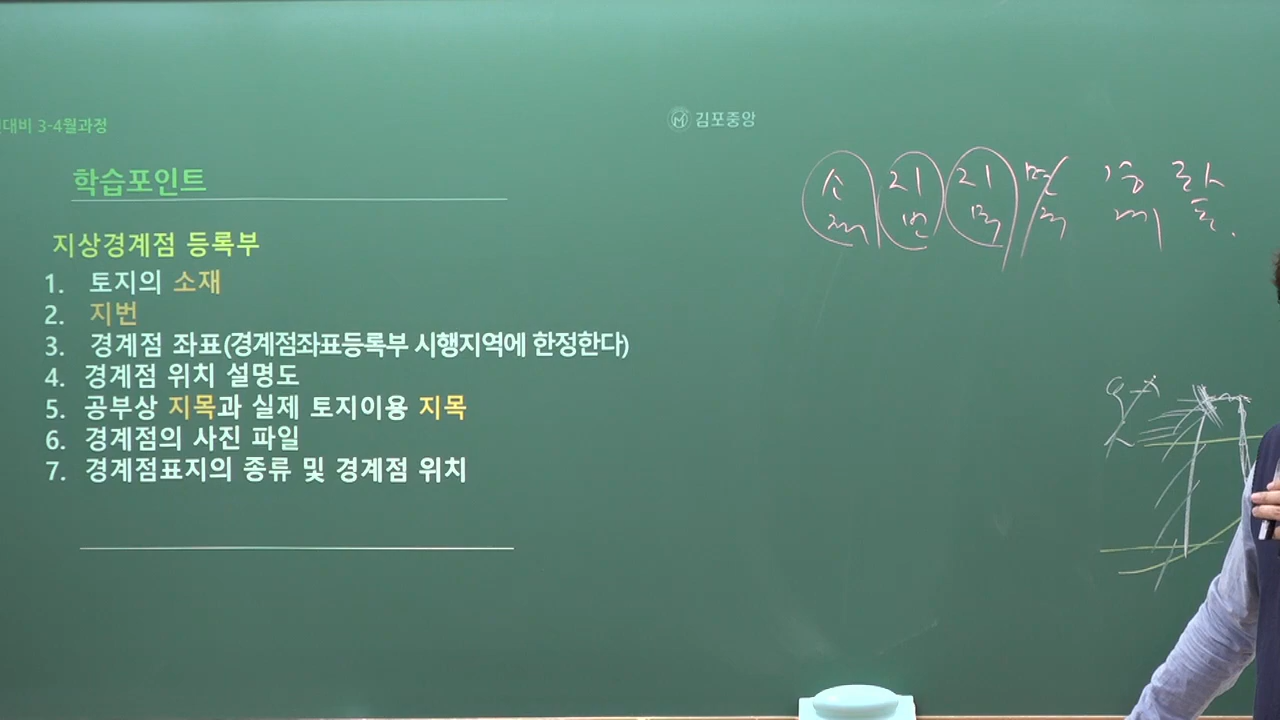 대비 3-4월과정
김포중앙
학습포인트
지상경계점 등록부
1. 토지의 소재
2. 지번
3. 경계점 좌표(경계점좌표등록부 시행지역에 한정한다)
4. 경계점 위치 설명도
5. 공부상 지목과 실제 토지이용 지목
6. 경계점의 사진 파일
7. 경계점표지의 종류 및 경계점 위치
소 지 지 면
재 번 목 적